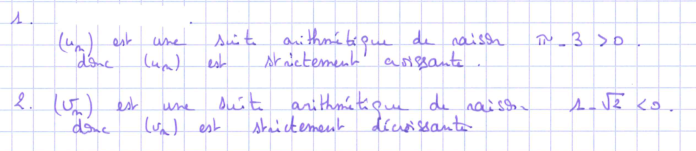 1.
(uₙ) est une suite arithmétique de raison π - 3 > 0.
donc (uₙ) est strictement croissante.
2. (vₙ) est une suite arithmétique de raison 1 - √2 < 0.
donc (vₙ) est strictement décroissante